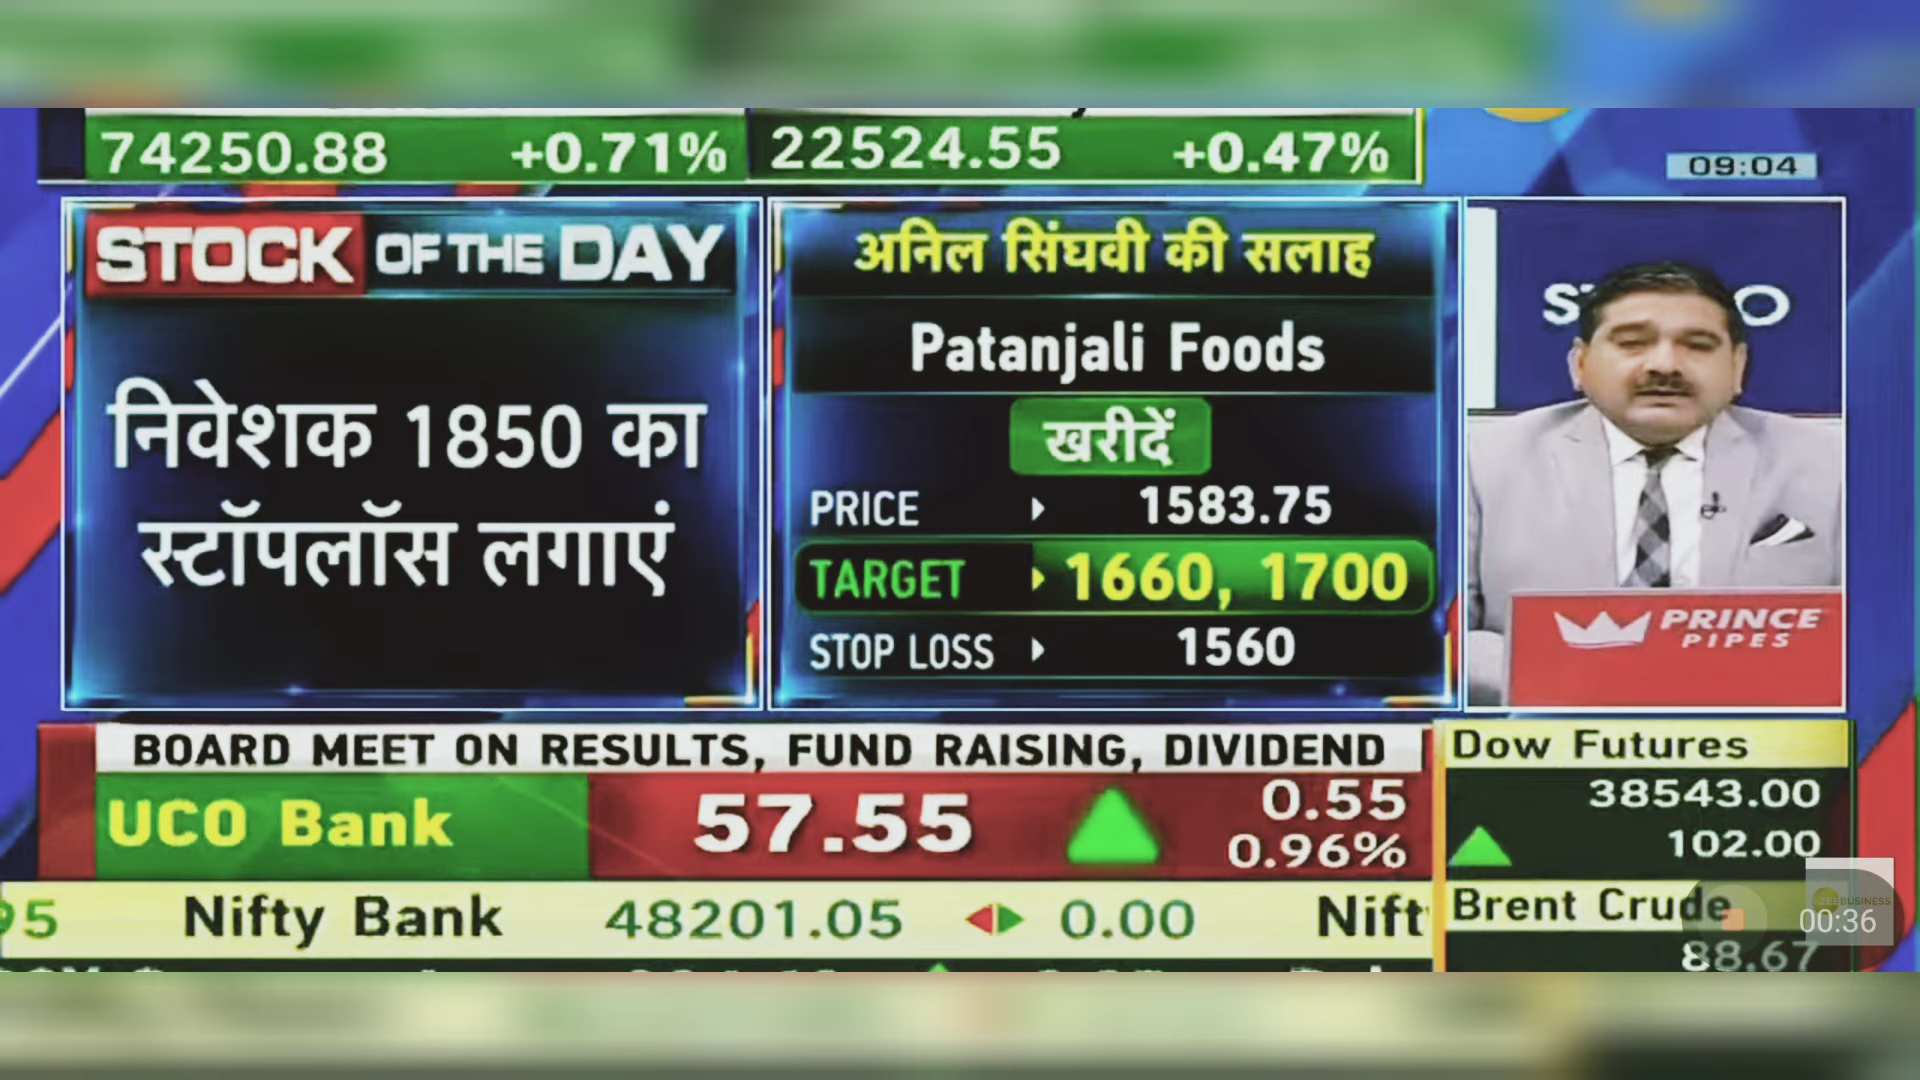 74250.88 +0.71% 22524.55 +0.47%
09:04
STOCK OF THE DAY
निवेशक 1850 का
स्टॉपलॉस लगाएं
अनिल सिंघवी की सलाह
Patanjali Foods
खरीदें
PRICE 1583.75
TARGET 1660, 1700
STOP LOSS 1560
PRINCE
PIPES
BOARD MEET ON RESULTS, FUND RAISING, DIVIDEND
UCO Bank 57.55 0.55
0.96%
Dow Futures
38543.00
102.00
95 Nifty Bank 48201.05 0.00 Nift
Brent Crude
88.67
ZEEBUSINESS
00:36